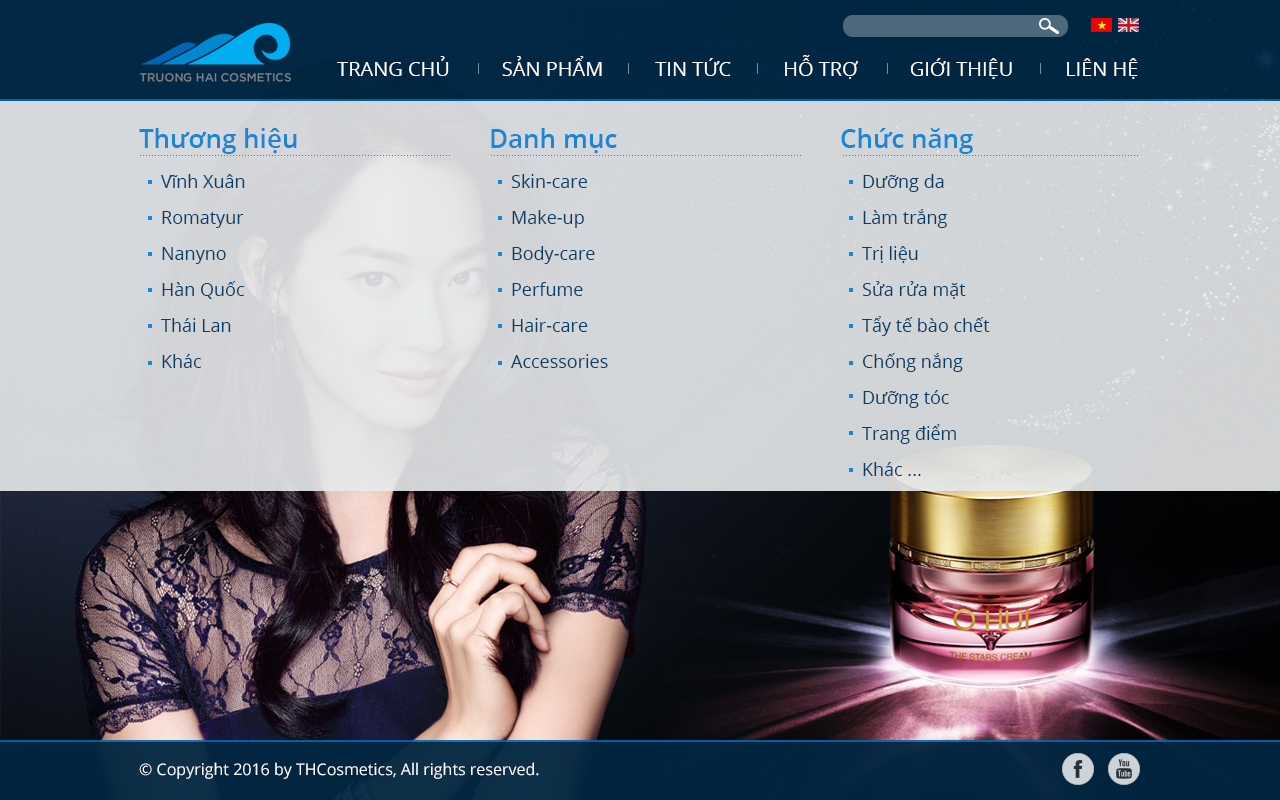 TRUONG HAI COSMETICS
TRANG CHỦ
SẢN PHẨM
TIN TỨC
HỖ TRỢ
GIỚI THIỆU
LIÊN HỆ
Thương hiệu
Vĩnh Xuân
Romatyur
Nanyno
Hàn Quốc
Thái Lan
Khác
Danh mục
Skin-care
Make-up
Body-care
Perfume
Hair-care
Accessories
Chức năng
Dưỡng da
Làm trắng
Trị liệu
Sửa rửa mặt
Tẩy tế bào chết
Chống nắng
Dưỡng tóc
Trang điểm
Khác ...
O HUI
THE STARS CREAM
© Copyright 2016 by THCosmetics, All rights reserved.
f
You
Tube